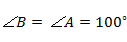 ∠B = ∠A = 100°